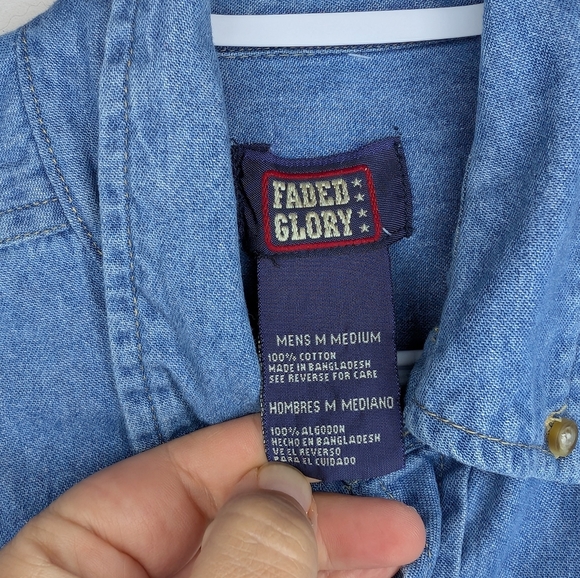 FADED
GLORY
MENS M MEDIUM
100% COTTON
MADE IN BANGLADESH
SEE REVERSE FOR CARE
HOMBRES M MEDIANO
100% ALGODON
HECHO EN BANGLADESH
VE EL REVERSO
PARA EL CUIDADO